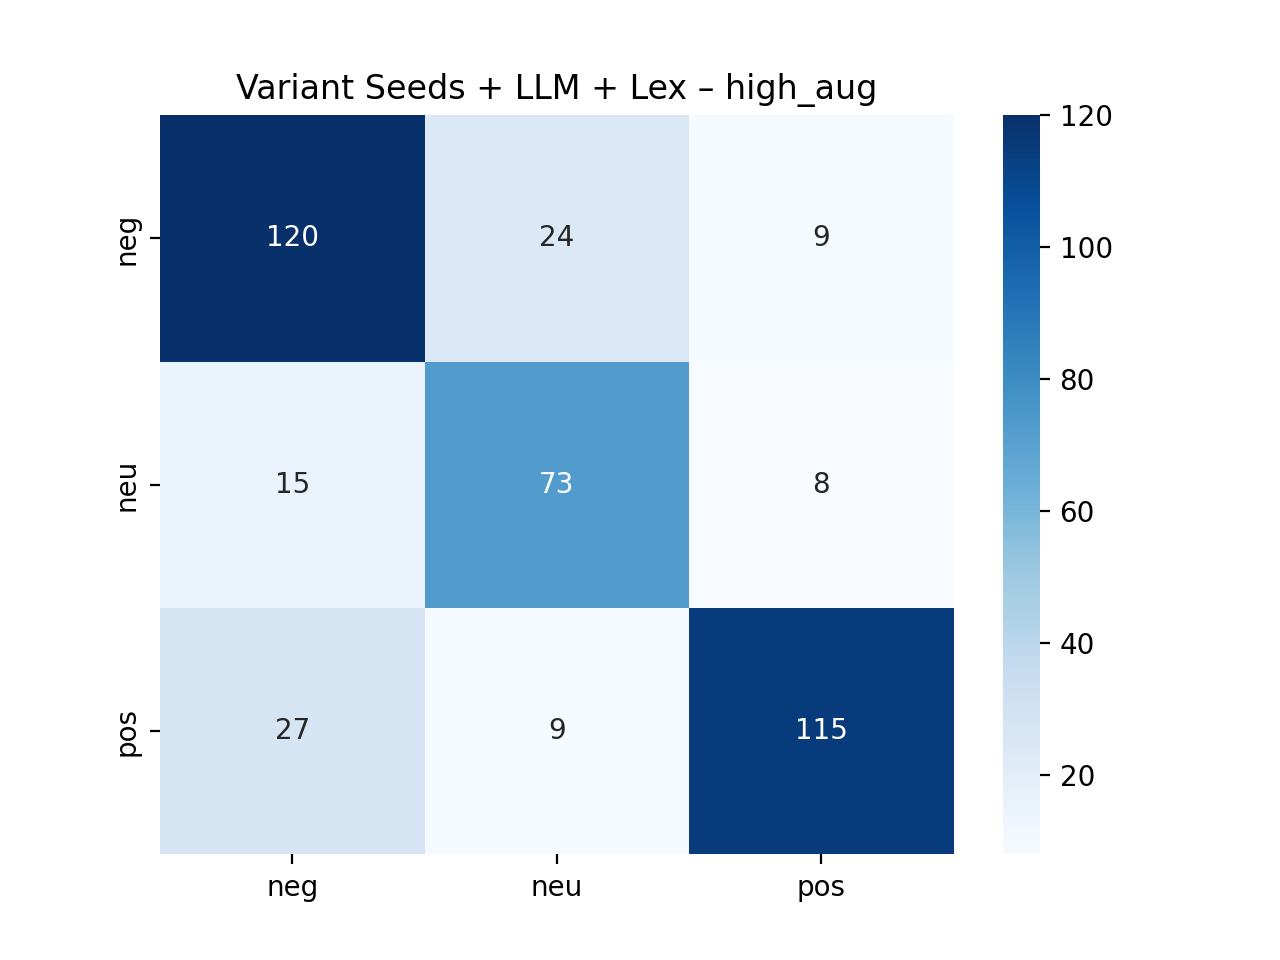 Variant Seeds + LLM + Lex – high_aug
neg
120
24
9
neu
15
73
8
pos
27
9
115
neg
neu
pos
120
100
80
60
40
20